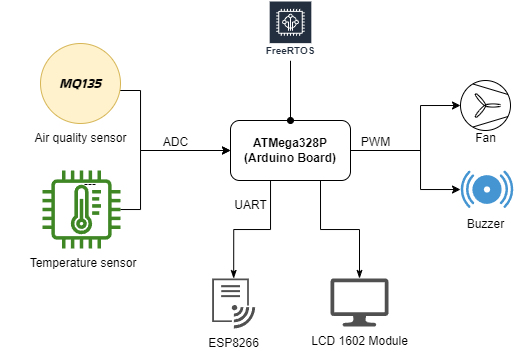 FreeRTOS
MQ135
Air quality sensor
ADC
ATMega328P
(Arduino Board)
PWM
Fan
UART
Buzzer
Temperature sensor
ESP8266
LCD 1602 Module